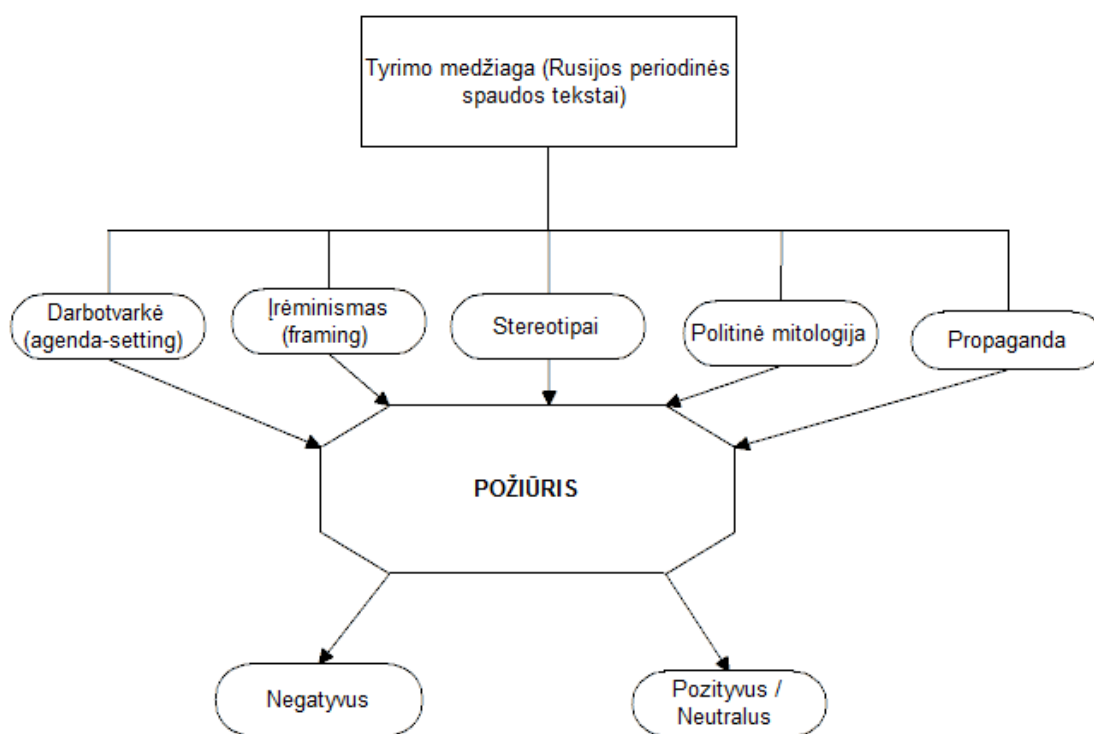 Tyrimo medžiaga (Rusijos periodinės
spaudos tekstai)
Darbotvarkė
(agenda-setting)
Įrėminismas
(framing)
Stereotipai
Politinė mitologija
Propaganda
POŽIŪRIS
Negatyvus
Pozityvus /
Neutralus